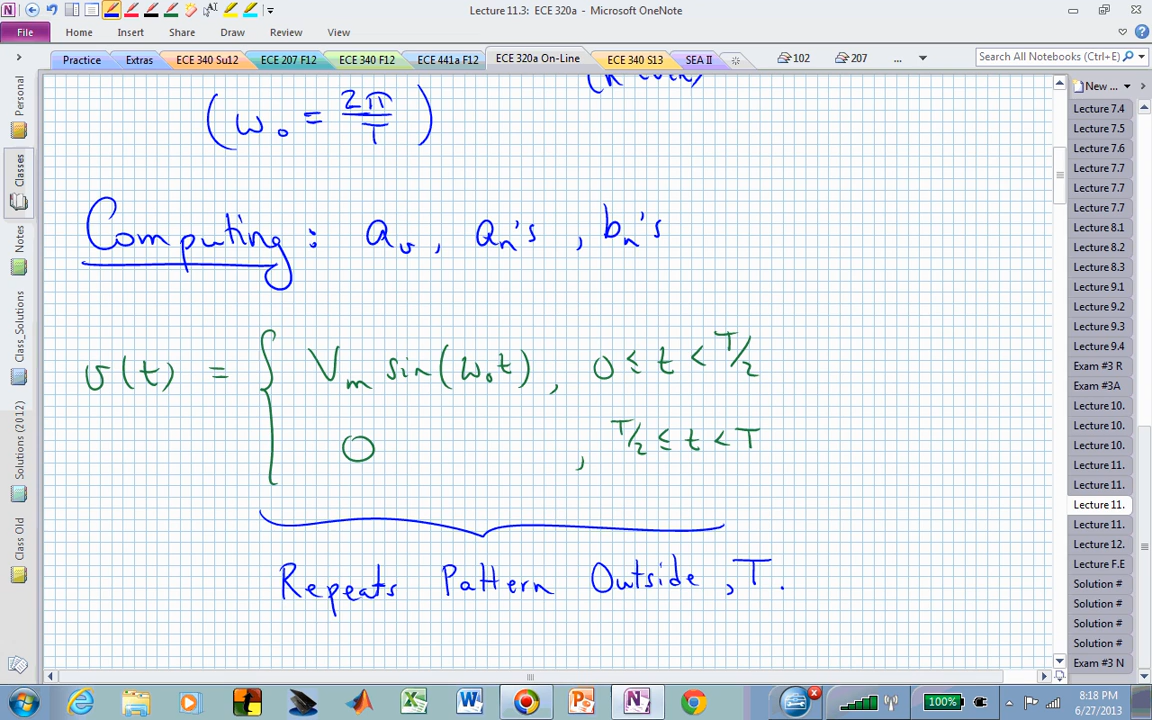 Lecture 11.3: ECE 320a - Microsoft OneNote
File Home Insert Share Draw Review View
Practice Extras ECE 340 Su12 ECE 207 F12 ECE 340 F12 ECE 441a F12 ECE 320a On-Line ECE 340 S13 SEA II 102 207 ... Search All Notebooks (Ctrl+E)
Personal
Classes
Notes
Class_Solutions
Solutions (2012)
Class Old
(ω₀ = 2π/T)
Computing: aᵥ, aₙ's, bₙ's
v(t) = { Vₘ sin(ω₀t), 0 ≤ t < T/2
0, T/2 ≤ t < T
Repeats Pattern Outside, T.
New ...
Lecture 7.4
Lecture 7.5
Lecture 7.6
Lecture 7.7
Lecture 7.7
Lecture 7.7
Lecture 8.1
Lecture 8.2
Lecture 8.3
Lecture 9.1
Lecture 9.2
Lecture 9.3
Lecture 9.4
Exam #3 R
Exam #3A
Lecture 10.
Lecture 10.
Lecture 10.
Lecture 11.
Lecture 11.
Lecture 11.
Lecture 11.
Lecture 12.
Lecture F.E
Solution #
Solution #
Solution #
Solution #
Exam #3 N
100%
8:18 PM
6/27/2013